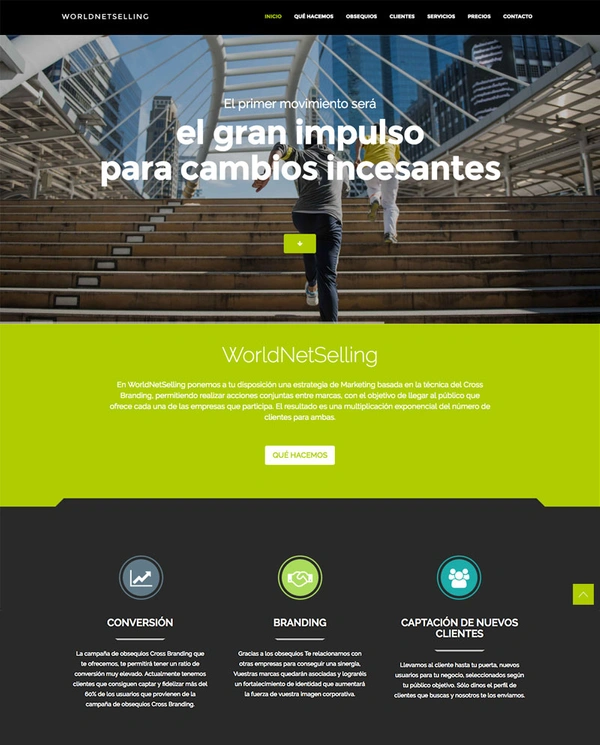 WORLDNETSELLING
INICIO QUÉ HACEMOS OBSEQUIOS CLIENTES SERVICIOS PRECIOS CONTACTO
El primer movimiento será
el gran impulso
para cambios incesantes
WorldNetSelling
En WorldNetSelling ponemos a tu disposición una estrategia de Marketing basada en la técnica del Cross
Branding, permitiendo realizar acciones conjuntas entre marcas, con el objetivo de llegar al público que
ofrece cada una de las empresas que participa. El resultado es una multiplicación exponencial del número de
clientes para ambas.
QUÉ HACEMOS
CONVERSIÓN
La campaña de obsequios Cross Branding que
te ofrecemos, te permitirá tener un ratio de
conversión muy elevado. Actualmente tenemos
clientes que consiguen captar y fidelizar más del
60% de los usuarios que provienen de la
campaña de obsequios Cross Branding.
BRANDING
Gracias a los obsequios Te relacionamos con
otras empresas para conseguir una sinergia,
Vuestras marcas quedarán asociadas y lograréis
un fortalecimiento de identidad que aumentará
la fuerza de vuestra imagen corporativa.
CAPTACIÓN DE NUEVOS
CLIENTES
Llevamos al cliente hasta tu puerta, nuevos
usuarios para tu negocio, seleccionados según
tu público objetivo. Sólo dinos el perfil de
clientes que buscas y nosotros te los enviamos.